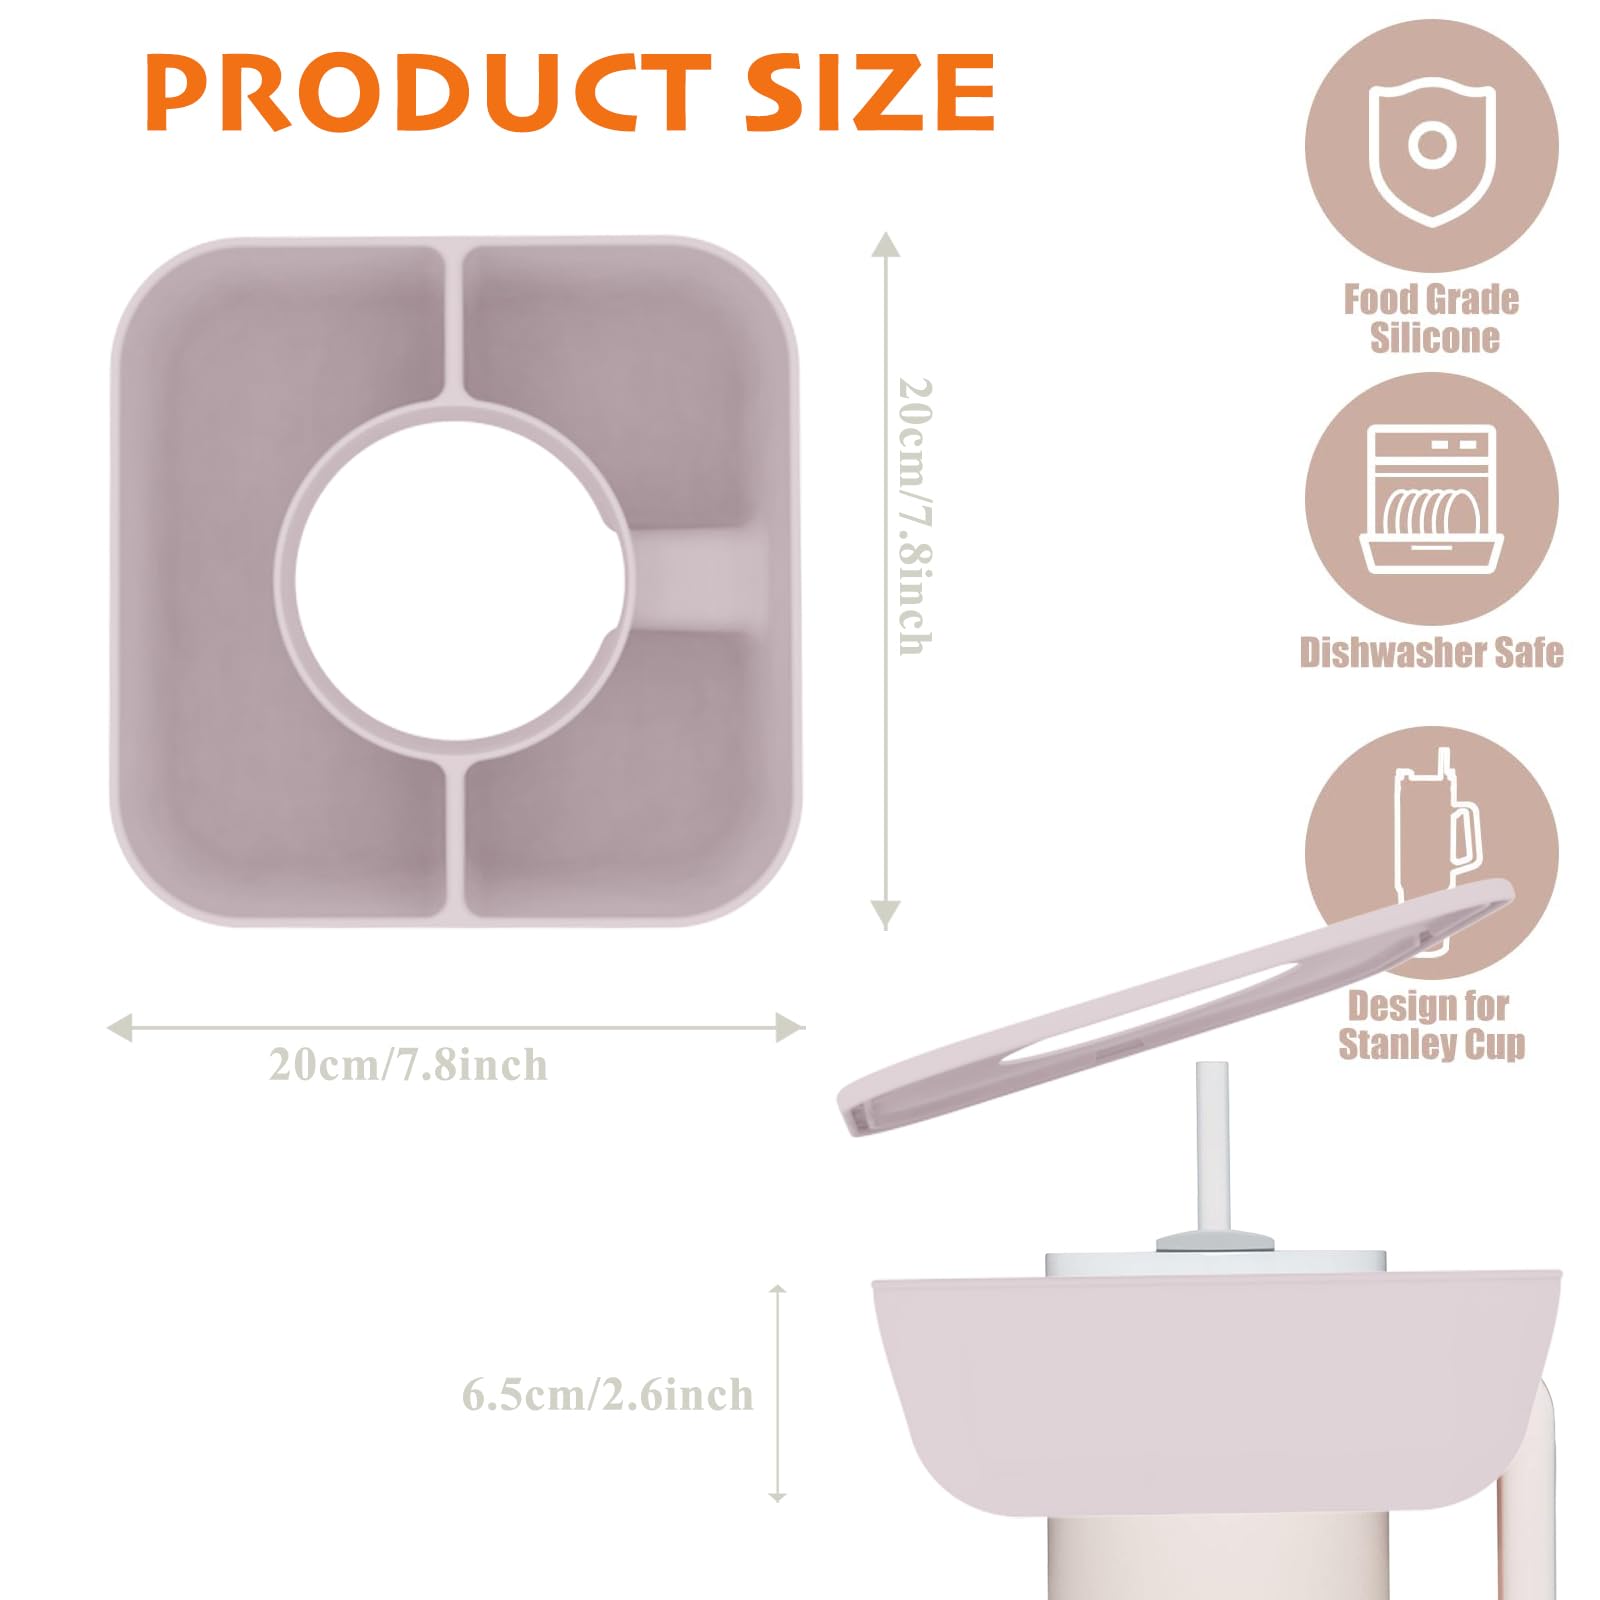 PRODUCT SIZE
Food Grade
Silicone
20cm/7.8inch
Dishwasher Safe
Design for
Stanley Cup
20cm/7.8inch
6.5cm/2.6inch